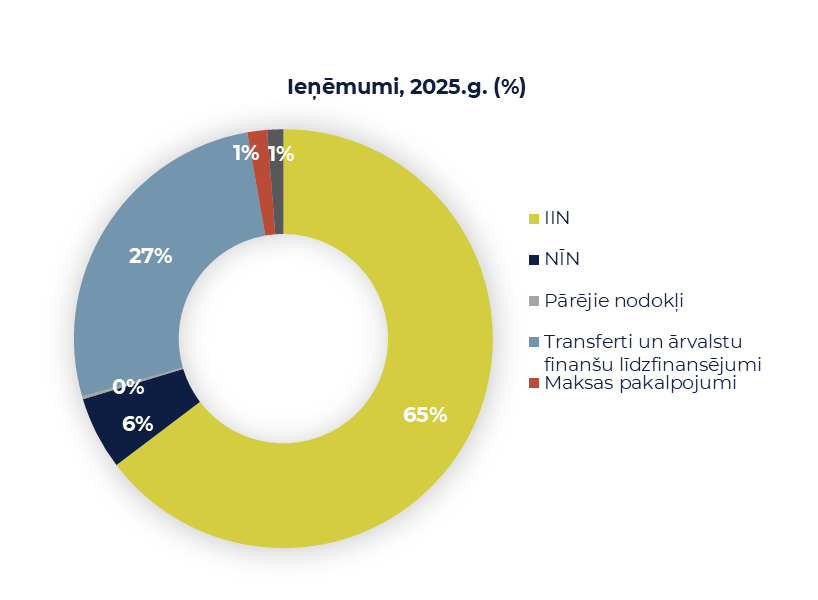 Ieņēmumi, 2025.g. (%)
1%
1%
27%
0%
6%
65%
IIN
NĪN
Pārējie nodokļi
Transferti un ārvalstu
finanšu līdzfinansējumi
Maksas pakalpojumi